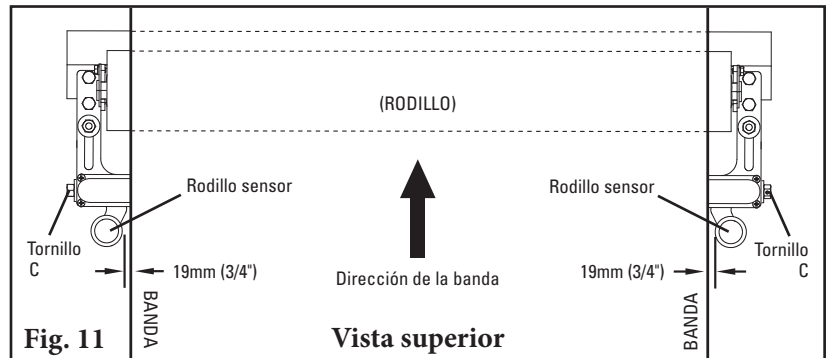 (RODILLO)
Rodillo sensor
Rodillo sensor
Tornillo
C
Tornillo
C
19mm (3/4")
Dirección de la banda
19mm (3/4")
BANDA
BANDA
Fig. 11
Vista superior